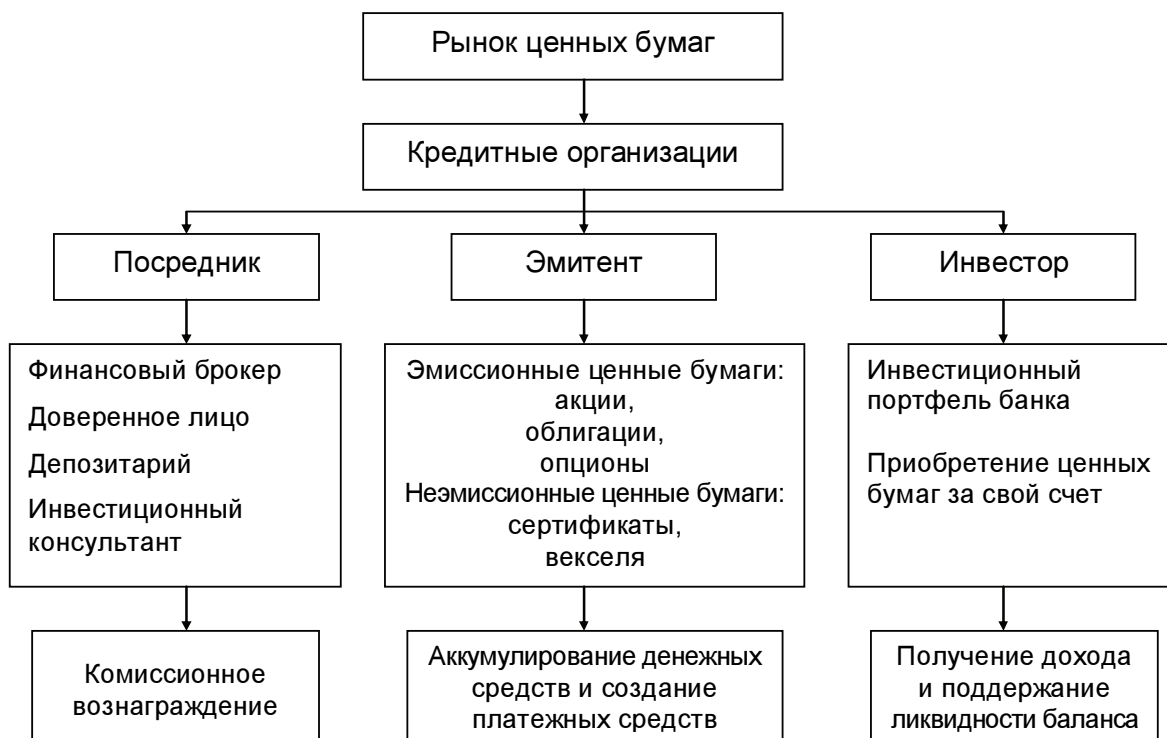 Рынок ценных бумаг
Кредитные организации
Посредник
Эмитент
Инвестор
Финансовый брокер
Доверенное лицо
Депозитарий
Инвестиционный
консультант
Эмиссионные ценные бумаги:
акции,
облигации,
опционы
Неэмиссионные ценные бумаги:
сертификаты,
векселя
Инвестиционный
портфель банка
Приобретение ценных
бумаг за свой счет
Комиссионное
вознаграждение
Аккумулирование денежных
средств и создание
платежных средств
Получение дохода
и поддержание
ликвидности баланса